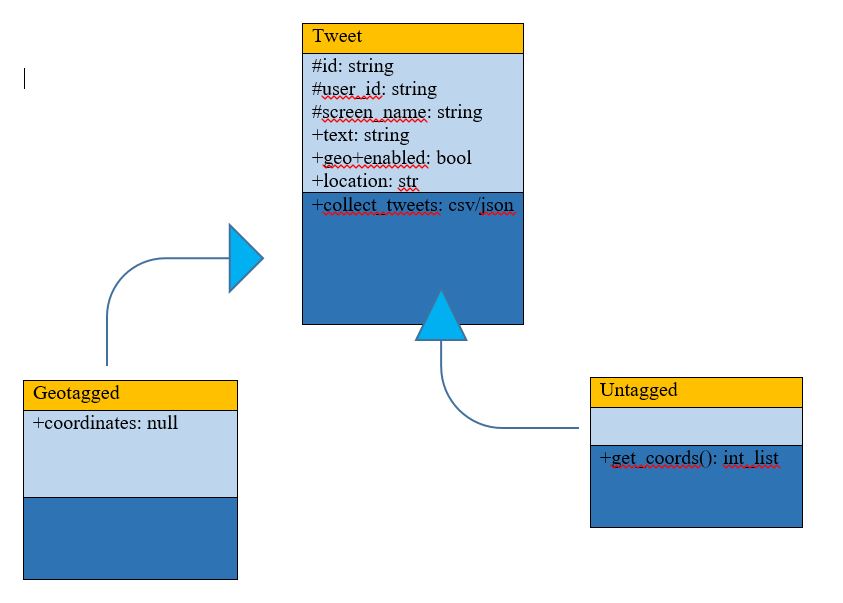 Tweet
#id: string
#user_id: string
#screen_name: string
+text: string
+geo+enabled: bool
+location: str
+collect_tweets: csv/json
Geotagged
+coordinates: null
Untagged
+get_coords(): int_list